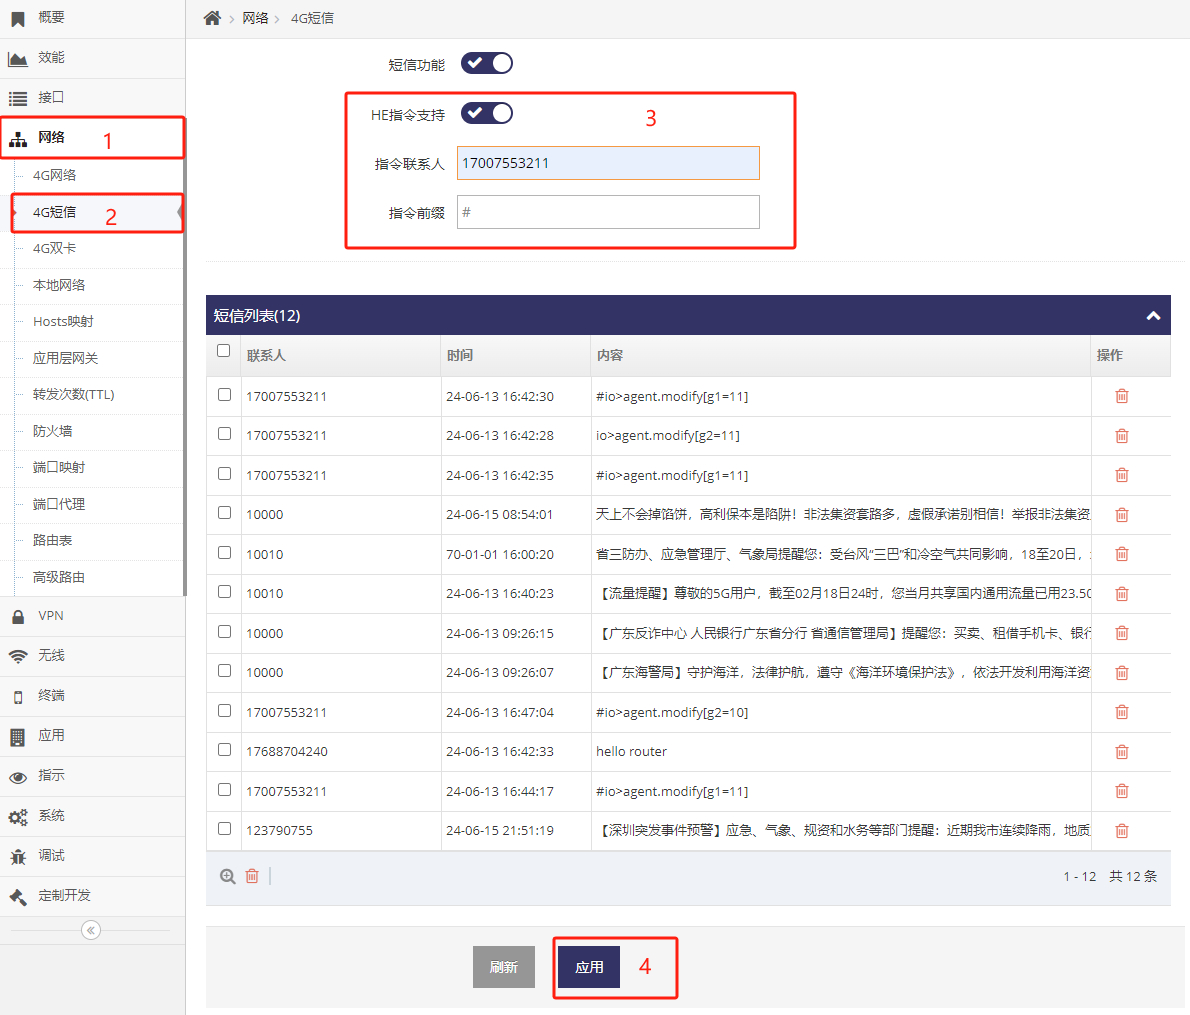 概要
效能
接口
网络
1
4G网络
4G短信
2
4G双卡
本地网络
Hosts映射
应用层网关
转发次数(TTL)
防火墙
端口映射
端口代理
路由表
高级路由
VPN
无线
终端
应用
指示
系统
调试
定制开发
网络
4G短信
短信功能
HE指令支持
3
指令联系人
17007553211
指令前缀
#
短信列表(12)
联系人 时间 内容 操作
17007553211 24-06-13 16:42:30 #io>agent.modify[g1=11]
17007553211 24-06-13 16:42:28 io>agent.modify[g2=11]
17007553211 24-06-13 16:42:35 #io>agent.modify[g1=11]
10000 24-06-15 08:54:01 天上不会掉馅饼，高利保本是陷阱！非法集资套路多，虚假承诺别相信！举报非法集资
10010 70-01-01 16:00:20 省三防办、应急管理厅、气象局提醒您：受台风“三巴”和冷空气共同影响，18至20日，
10010 24-06-13 16:40:23 【流量提醒】尊敬的5G用户，截至02月18日24时，您当月共享国内通用流量已用23.50
10000 24-06-13 09:26:15 【广东反诈中心 人民银行广东省分行 省通信管理局】提醒您：买卖、租借手机卡、银行
10000 24-06-13 09:26:07 【广东海警局】守护海洋，法律护航，遵守《海洋环境保护法》，依法开发利用海洋资
17007553211 24-06-13 16:47:04 #io>agent.modify[g2=10]
17688704240 24-06-13 16:42:33 hello router
17007553211 24-06-13 16:44:17 #io>agent.modify[g1=11]
123790755 24-06-15 21:51:19 【深圳突发事件预警】应急、气象、规资和水务等部门提醒：近期我市连续降雨，地质
1 - 12 共 12 条
刷新
应用
4